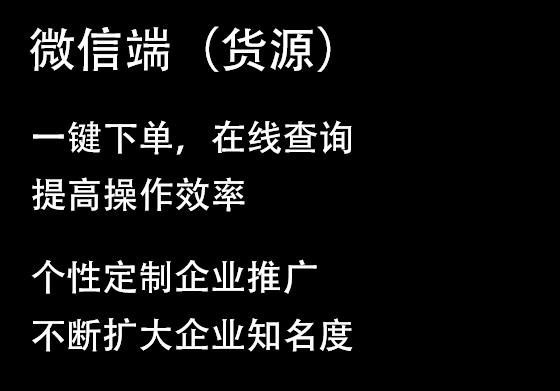 微信端（货源）
一键下单，在线查询
提高操作效率
个性定制企业推广
不断扩大企业知名度